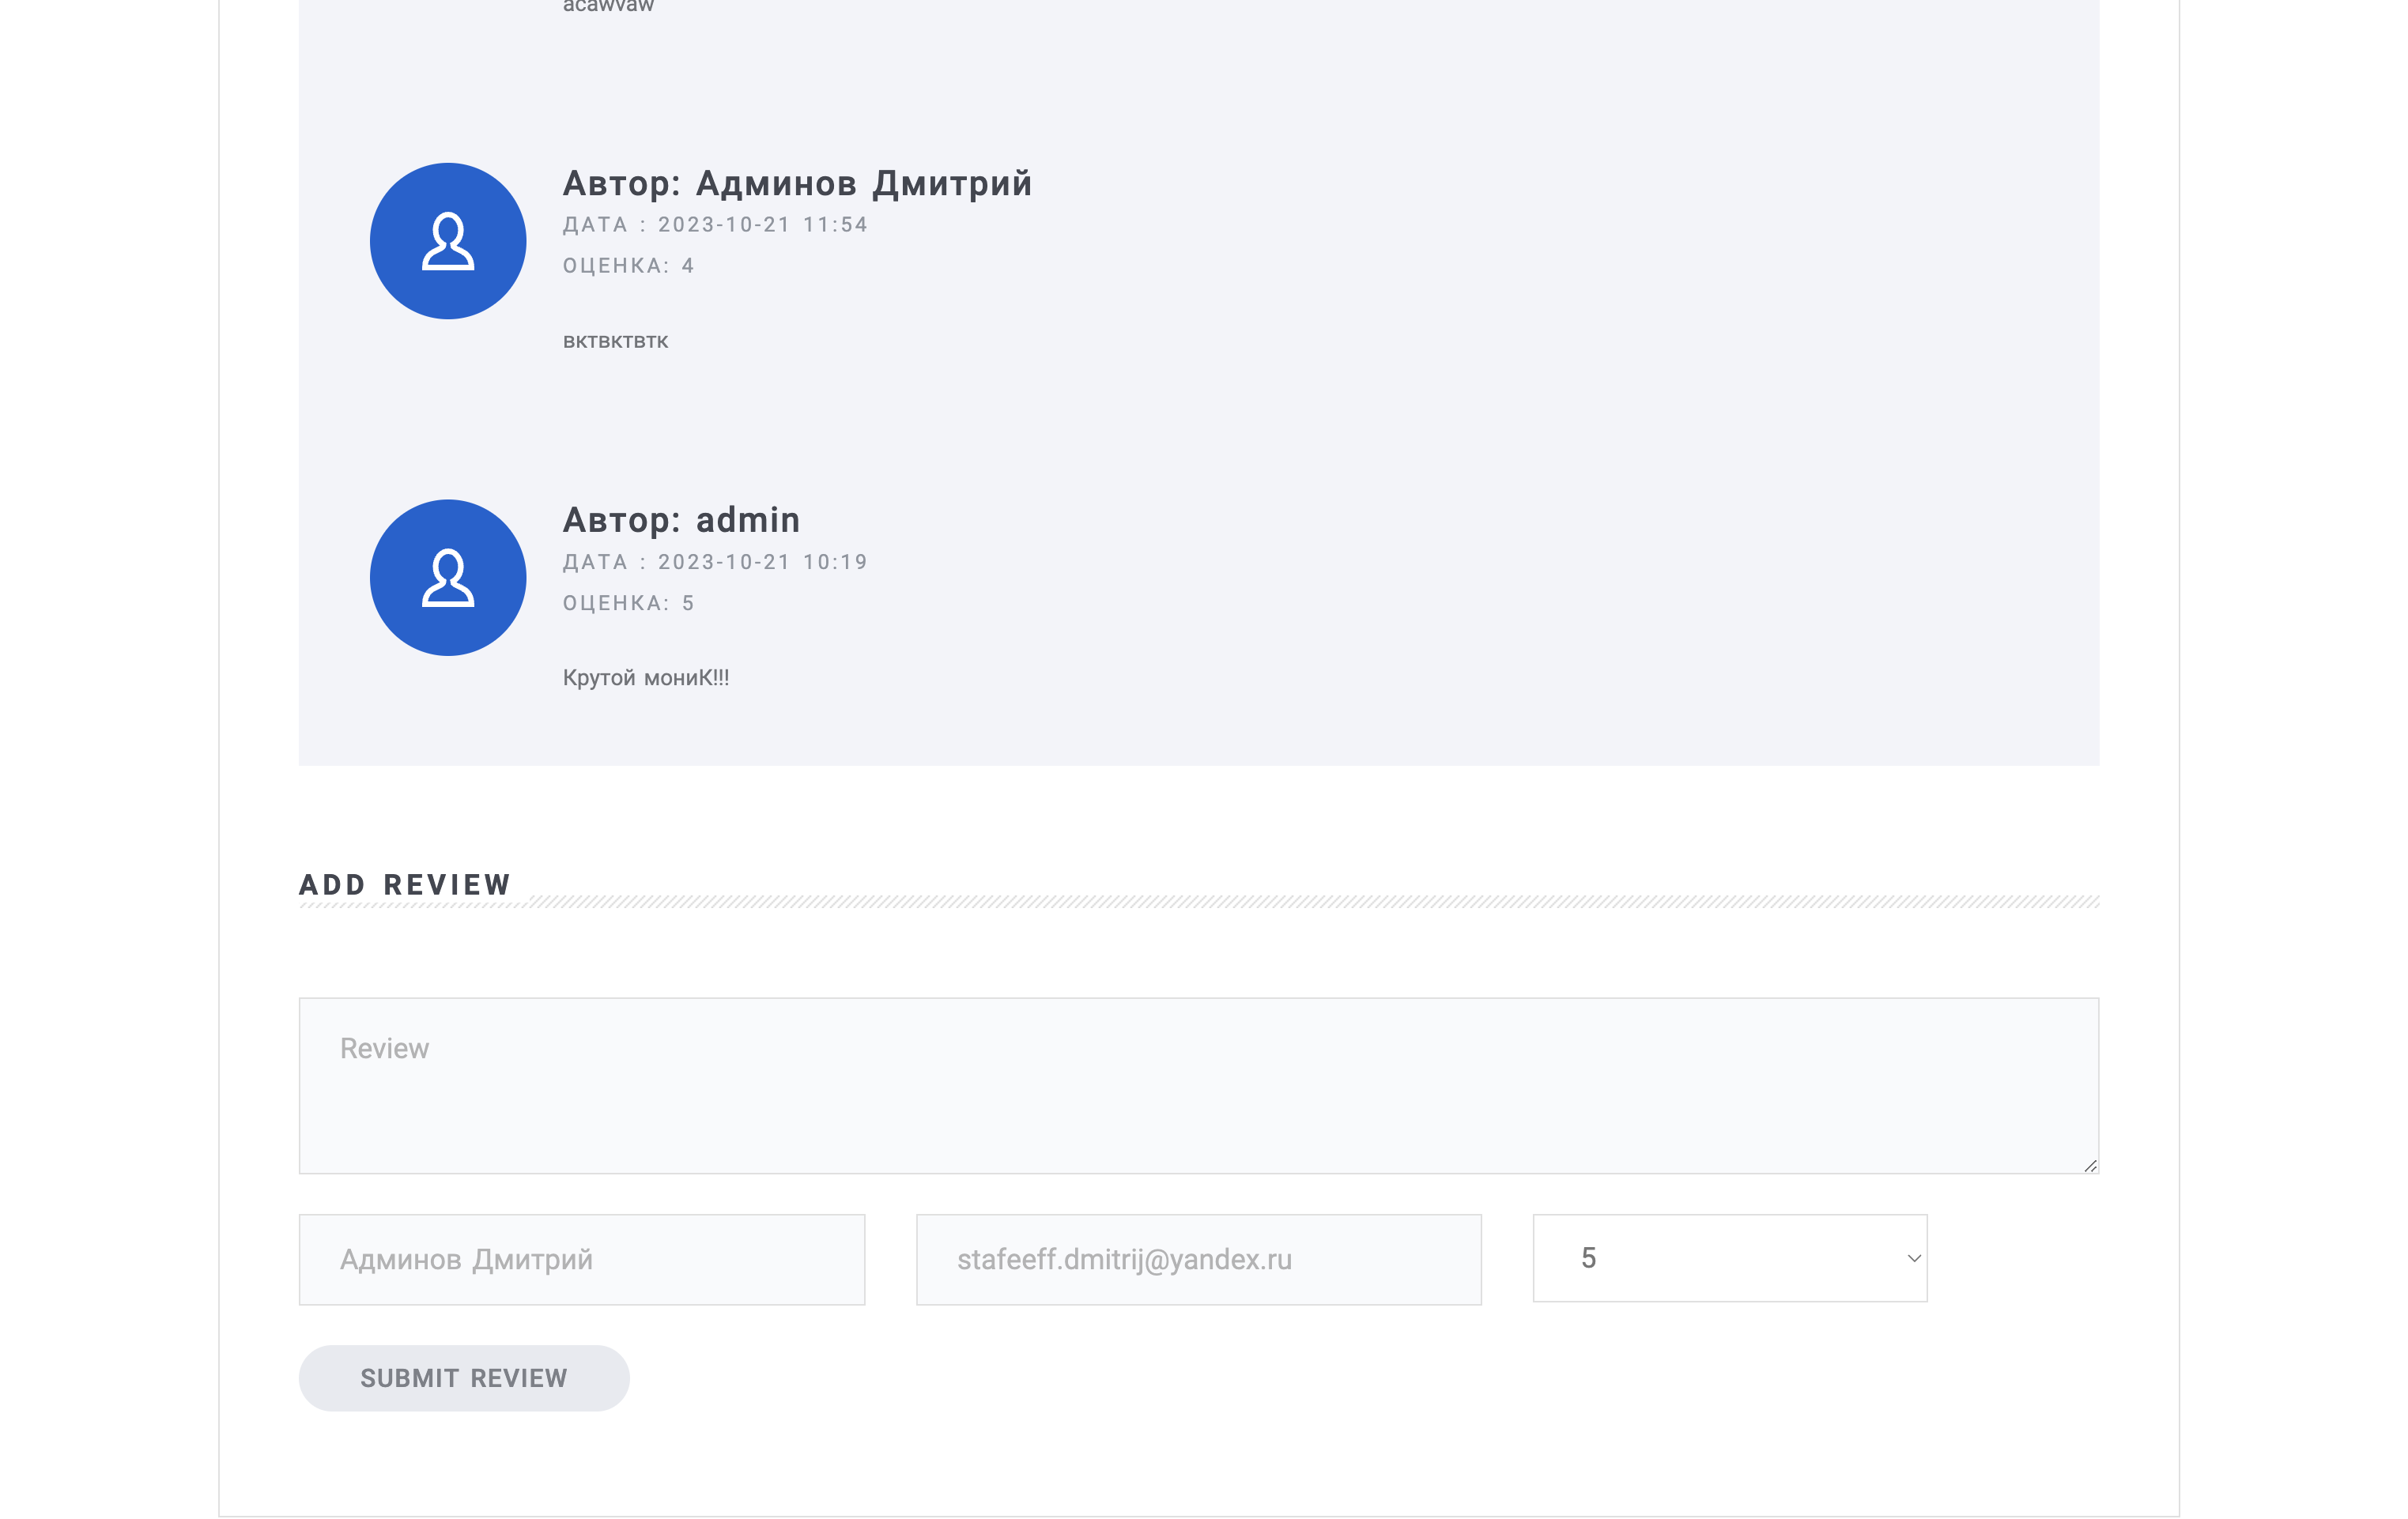 acawvaw
Автор: Админов Дмитрий
ДАТА : 2023-10-21 11:54
ОЦЕНКА: 4
вктвктвтк
Автор: admin
ДАТА : 2023-10-21 10:19
ОЦЕНКА: 5
Крутой мониК!!!
ADD REVIEW
Review
Админов Дмитрий
stafeeff.dmitrij@yandex.ru
5
SUBMIT REVIEW